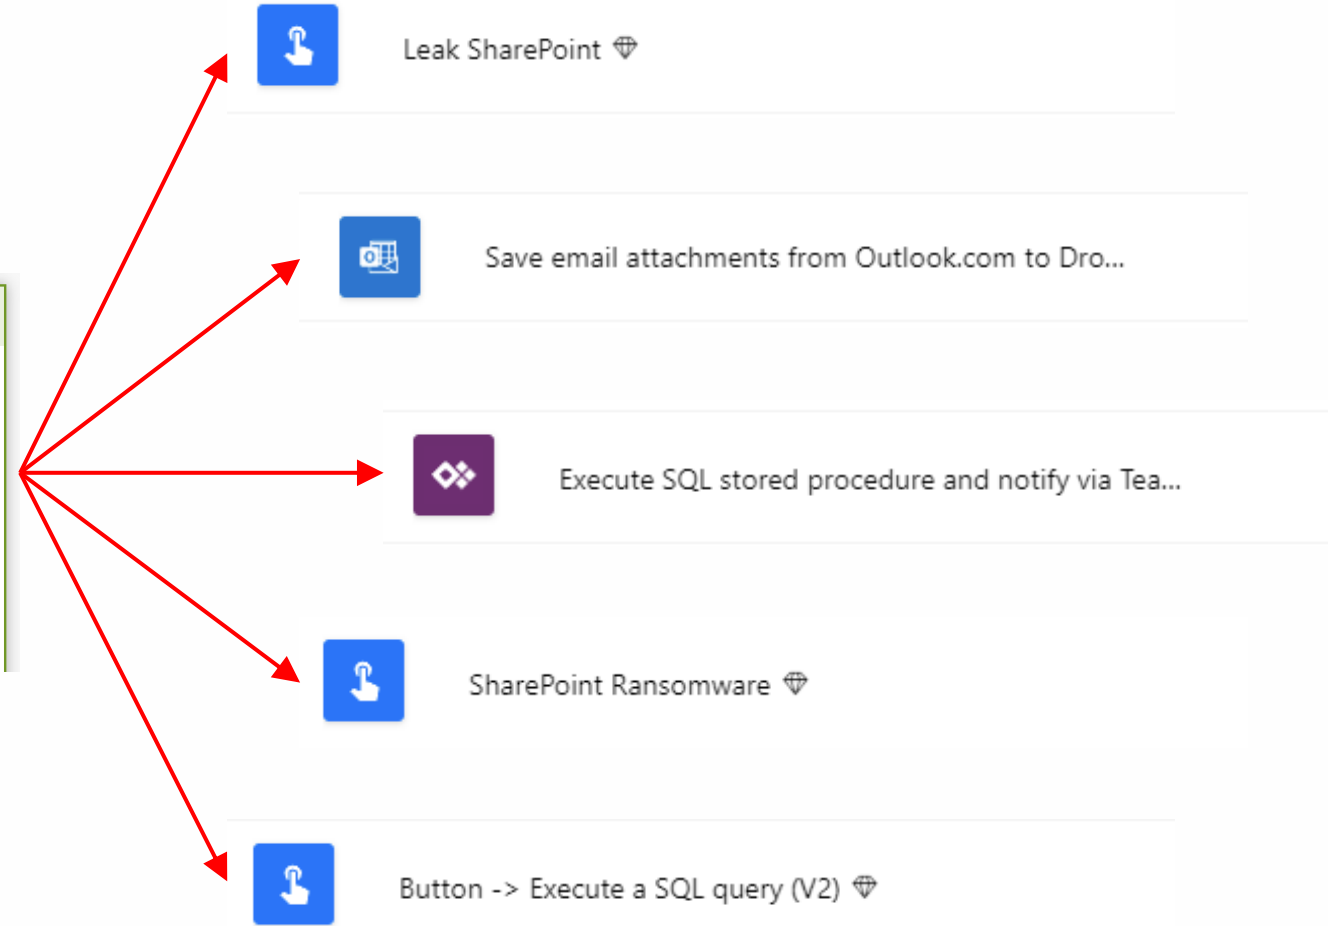 Leak SharePoint
Save email attachments from Outlook.com to Dro...
Execute SQL stored procedure and notify via Tea...
SharePoint Ransomware
Button -> Execute a SQL query (V2)